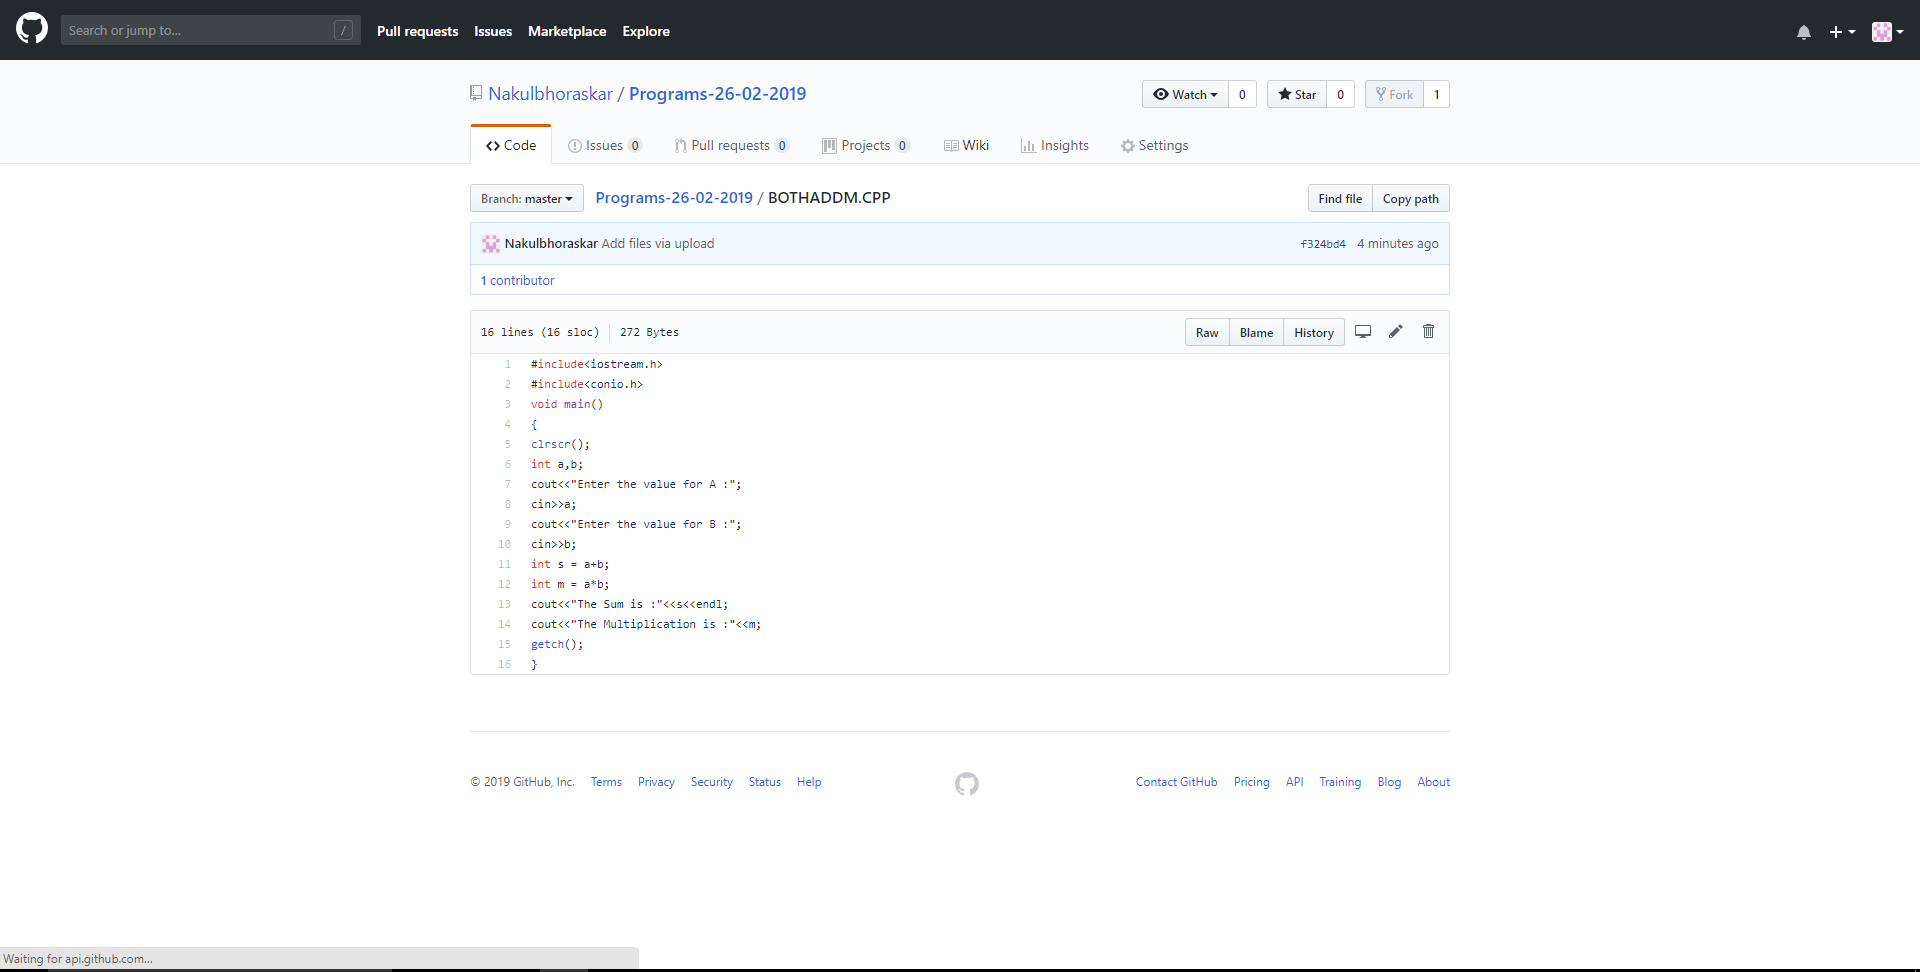 Search or jump to... /
Pull requests Issues Marketplace Explore
Nakulbhoraskar / Programs-26-02-2019
Watch 0 Star 0 Fork 1
Code Issues 0 Pull requests 0 Projects 0 Wiki Insights Settings
Branch: master Programs-26-02-2019 / BOTHADDM.CPP Find file Copy path
Nakulbhoraskar Add files via upload f324bd4 4 minutes ago
1 contributor
16 lines (16 sloc) 272 Bytes Raw Blame History
1 #include<iostream.h>
2 #include<conio.h>
3 void main()
4 {
5 clrscr();
6 int a,b;
7 cout<<"Enter the value for A :";
8 cin>>a;
9 cout<<"Enter the value for B :";
10 cin>>b;
11 int s = a+b;
12 int m = a*b;
13 cout<<"The Sum is :"<<s<<endl;
14 cout<<"The Multiplication is :"<<m;
15 getch();
16 }
© 2019 GitHub, Inc. Terms Privacy Security Status Help Contact GitHub Pricing API Training Blog About
Waiting for api.github.com...